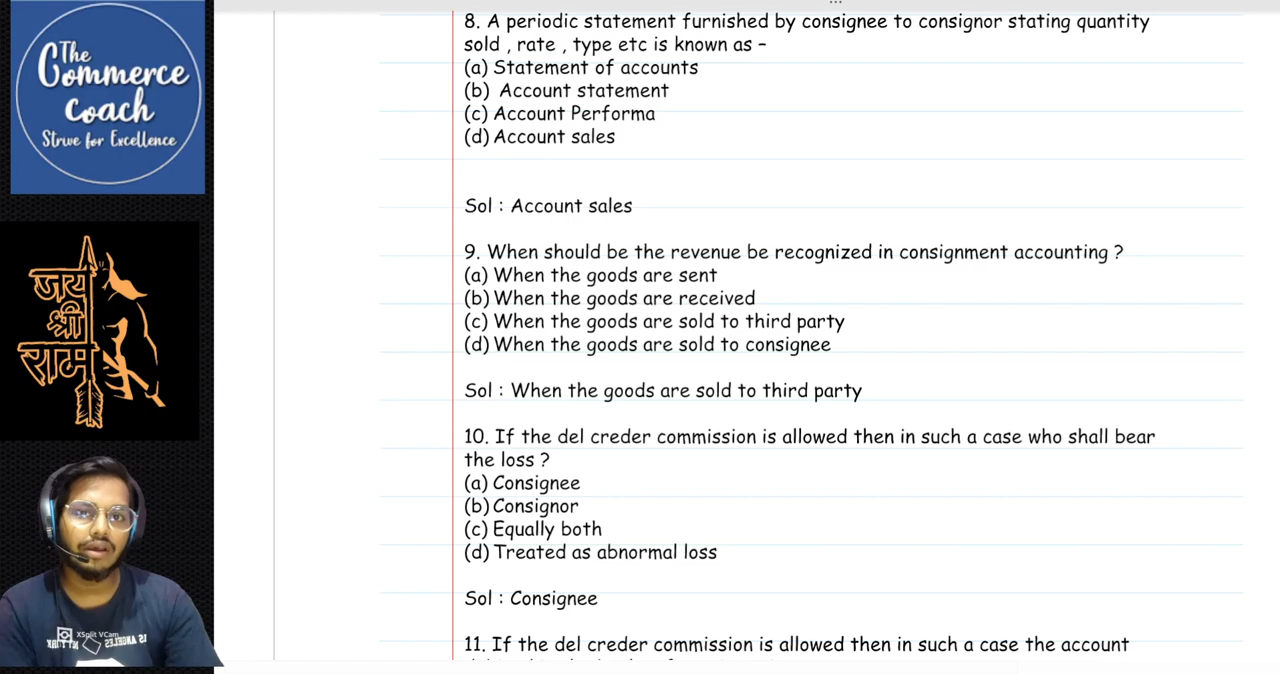 The
Commerce
Coach
Strive for Excellence
जय
श्री
राम
XSplit VCam
8. A periodic statement furnished by consignee to consignor stating quantity
sold , rate , type etc is known as -
(a) Statement of accounts
(b) Account statement
(c) Account Performa
(d) Account sales
Sol : Account sales
9. When should be the revenue be recognized in consignment accounting ?
(a) When the goods are sent
(b) When the goods are received
(c) When the goods are sold to third party
(d) When the goods are sold to consignee
Sol : When the goods are sold to third party
10. If the del creder commission is allowed then in such a case who shall bear
the loss ?
(a) Consignee
(b) Consignor
(c) Equally both
(d) Treated as abnormal loss
Sol : Consignee
11. If the del creder commission is allowed then in such a case the account